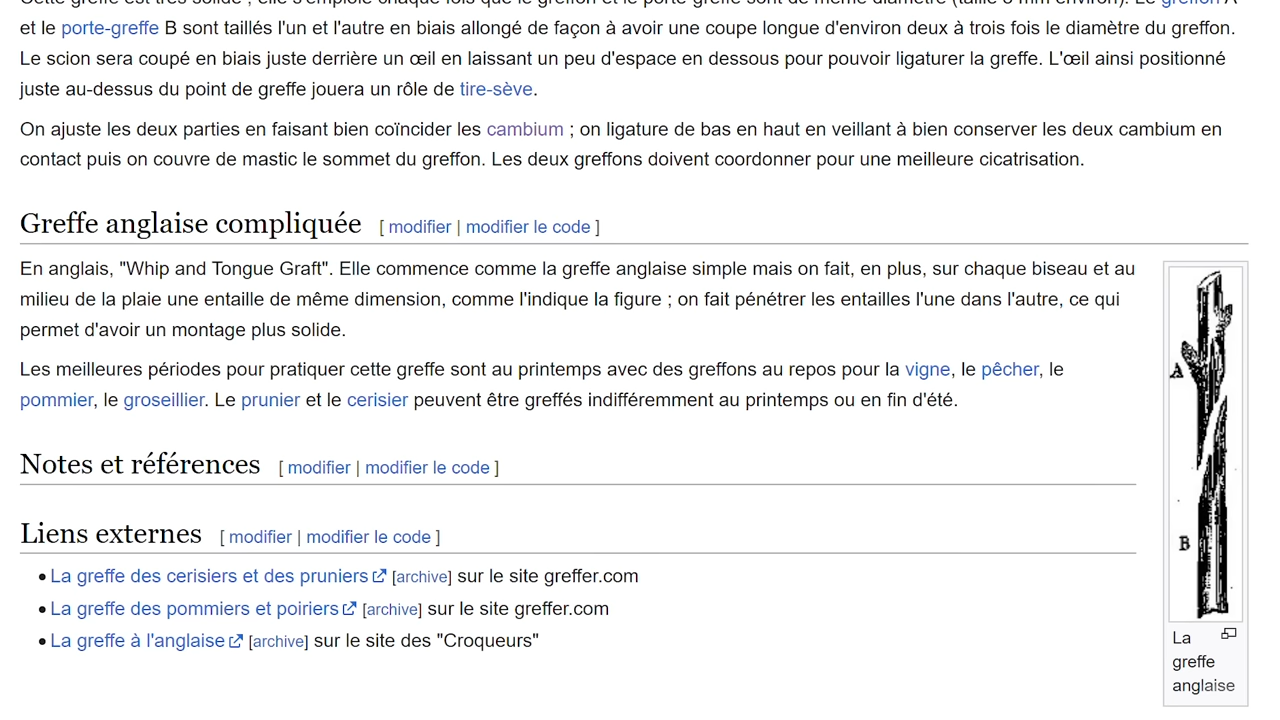 Cette greffe est très solide ; elle s'emploie chaque fois que le greffon et le porte-greffe sont de même diamètre (taille 8 mm environ). Le greffon A
et le porte-greffe B sont taillés l'un et l'autre en biais allongé de façon à avoir une coupe longue d'environ deux à trois fois le diamètre du greffon.
Le scion sera coupé en biais juste derrière un œil en laissant un peu d'espace en dessous pour pouvoir ligaturer la greffe. L'œil ainsi positionné
juste au-dessus du point de greffe jouera un rôle de tire-sève.
On ajuste les deux parties en faisant bien coïncider les cambium ; on ligature de bas en haut en veillant à bien conserver les deux cambium en
contact puis on couvre de mastic le sommet du greffon. Les deux greffons doivent coordonner pour une meilleure cicatrisation.
Greffe anglaise compliquée [ modifier | modifier le code ]
En anglais, "Whip and Tongue Graft". Elle commence comme la greffe anglaise simple mais on fait, en plus, sur chaque biseau et au
milieu de la plaie une entaille de même dimension, comme l'indique la figure ; on fait pénétrer les entailles l'une dans l'autre, ce qui
permet d'avoir un montage plus solide.
Les meilleures périodes pour pratiquer cette greffe sont au printemps avec des greffons au repos pour la vigne, le pêcher, le
pommier, le groseillier. Le prunier et le cerisier peuvent être greffés indifféremment au printemps ou en fin d'été.
Notes et références [ modifier | modifier le code ]
Liens externes [ modifier | modifier le code ]
• La greffe des cerisiers et des pruniers [archive] sur le site greffer.com
• La greffe des pommiers et poiriers [archive] sur le site greffer.com
• La greffe à l'anglaise [archive] sur le site des "Croqueurs"
A
B
La
greffe
anglaise